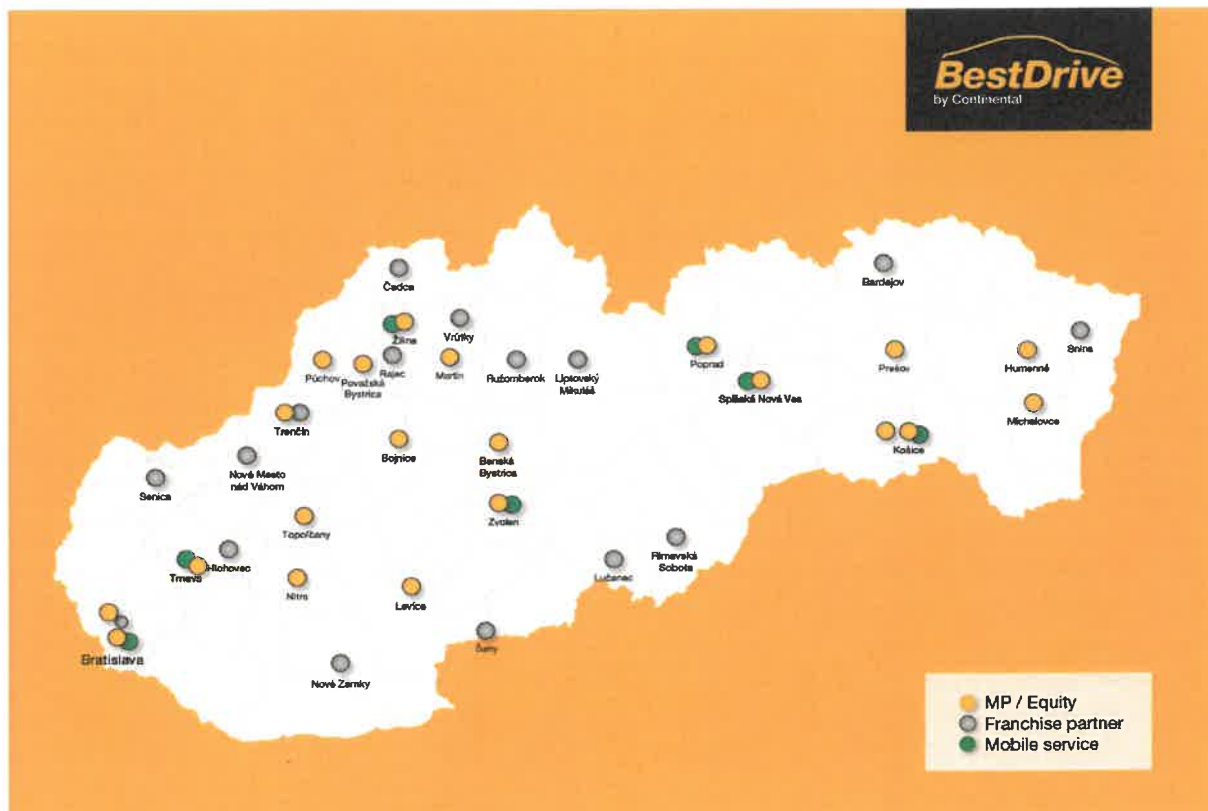 BestDrive
by Continental
Čadca
Bardejov
Žilina
Vrútky
Snina
Púchov
Považská
Bystrica
Rajec
Martin
Ružomberok
Liptovský
Mikuláš
Poprad
Prešov
Humenné
Spišská Nová Ves
Michalovce
Trenčín
Bojnice
Banská
Bystrica
Košice
Senica
Nové Mesto
nád Váhom
Topoľčany
Zvolen
Trnava
Hlohovec
Nitra
Levice
Lučenec
Rimavská
Sobota
Bratislava
Nové Zamky
MP / Equity
Franchise partner
Mobile service